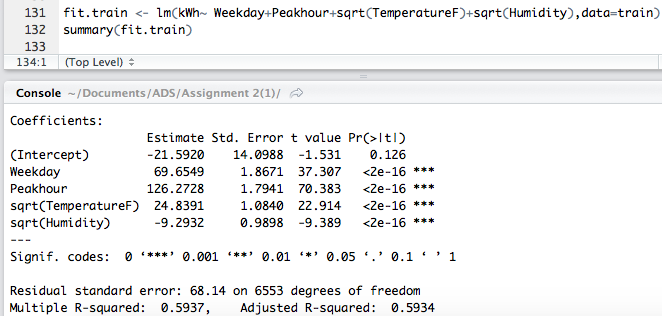 131 fit.train <- lm(kWh~ Weekday+Peakhour+sqrt(TemperatureF)+sqrt(Humidity),data=train)
132 summary(fit.train)
133
134:1 (Top Level)
Console ~/Documents/ADS/Assignment 2(1)/
Coefficients:
Estimate Std. Error t value Pr(>|t|)
(Intercept) -21.5920 14.0988 -1.531 0.126
Weekday 69.6549 1.8671 37.307 <2e-16 ***
Peakhour 126.2728 1.7941 70.383 <2e-16 ***
sqrt(TemperatureF) 24.8391 1.0840 22.914 <2e-16 ***
sqrt(Humidity) -9.2932 0.9898 -9.389 <2e-16 ***
---
Signif. codes: 0 ‘***’ 0.001 ‘**’ 0.01 ‘*’ 0.05 ‘.’ 0.1 ‘ ’ 1
Residual standard error: 68.14 on 6553 degrees of freedom
Multiple R-squared: 0.5937, Adjusted R-squared: 0.5934